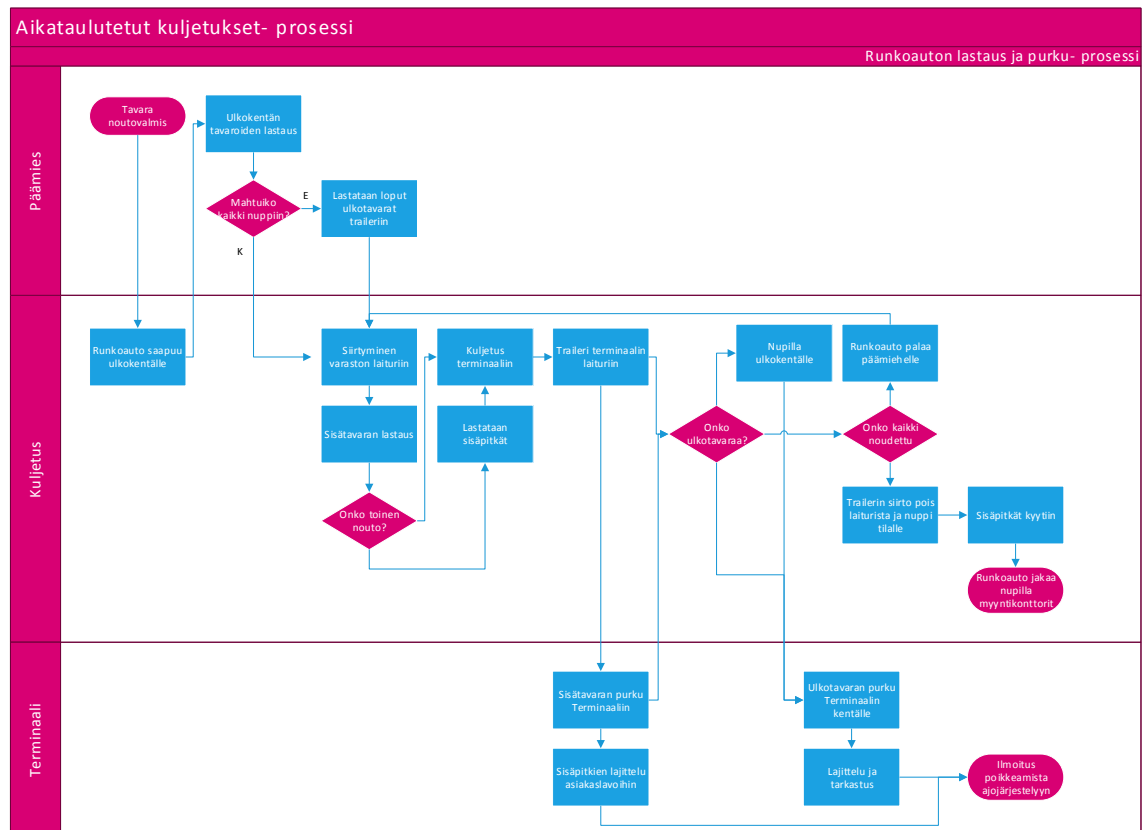 Aikataulutetut kuljetukset- prosessi
Runkoauton lastaus ja purku- prosessi
Päämies
Tavara
noutovalmis
Ulkokentän
tavaroiden lastaus
Mahtuiko
kaikki nuppiin?
E
K
Lastataan loput
ulkotavarat
traileriin
Kuljetus
Runkoauto saapuu
ulkokentälle
Siirtyminen
varaston laituriin
Kuljetus
terminaaliin
Traileri terminaalin
laituriin
Nupilla
ulkokentälle
Runkoauto palaa
päämiehelle
Sisätavaran lastaus
Lastataan
sisäpitkät
Onko
ulkotavaraa?
Onko kaikki
noudettu
Onko toinen
nouto?
Trailerin siirto pois
laiturista ja nuppi
tilalle
Sisäpitkät kyytiin
Runkoauto jakaa
nupilla
myyntikonttorit
Terminaali
Sisätavaran purku
Terminaaliin
Ulkotavaran purku
Terminaalin
kentälle
Sisäpitkien lajittelu
asiakaslavoihin
Lajittelu ja
tarkastus
Ilmoitus
poikkeamista
ajojärjestelyyn